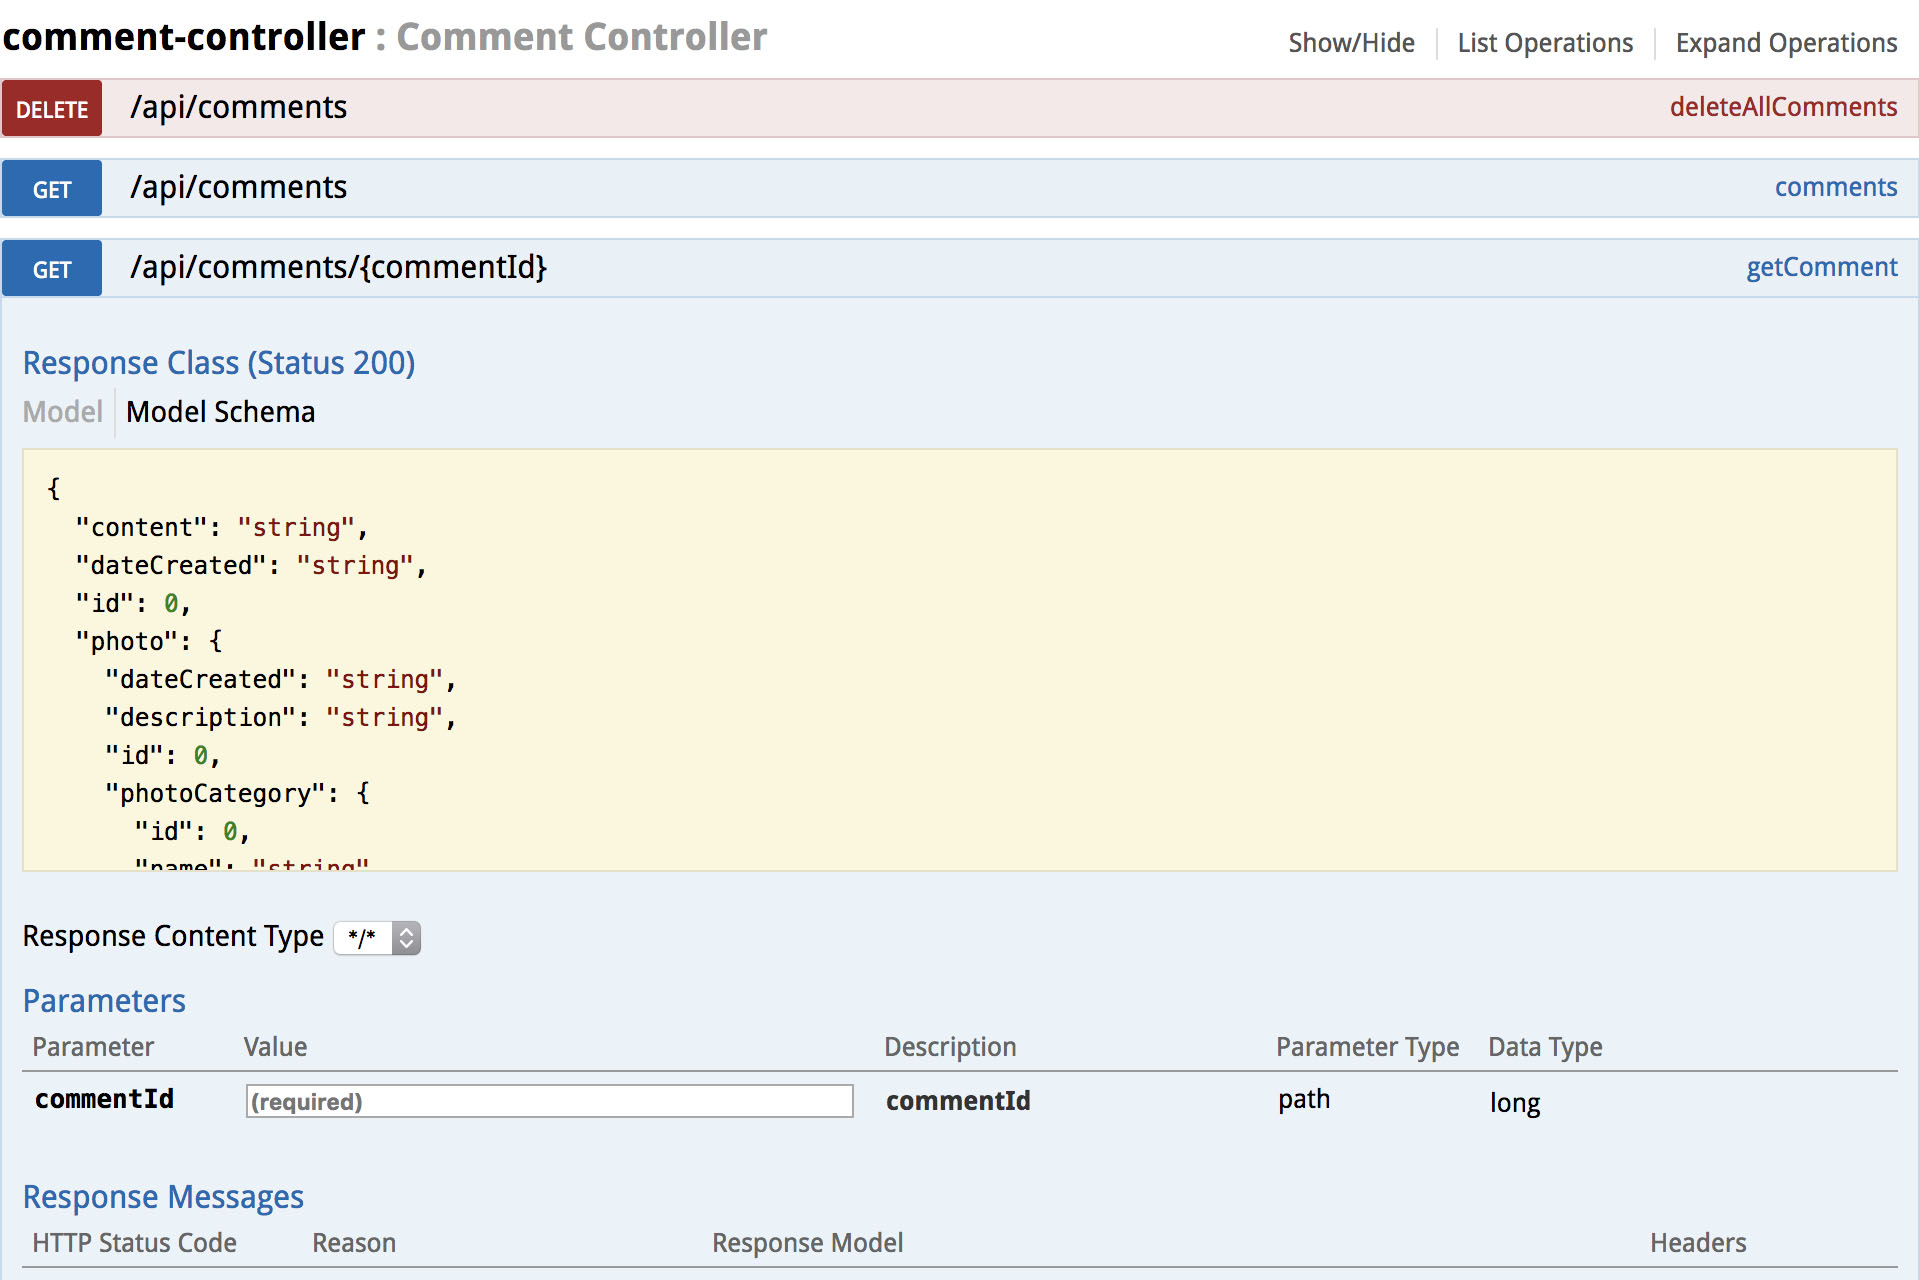 comment-controller : Comment Controller
Show/Hide List Operations Expand Operations
DELETE /api/comments deleteAllComments
GET /api/comments comments
GET /api/comments/{commentId} getComment
Response Class (Status 200)
Model Model Schema
{
  "content": "string",
  "dateCreated": "string",
  "id": 0,
  "photo": {
    "dateCreated": "string",
    "description": "string",
    "id": 0,
    "photoCategory": {
      "id": 0,
      "name": "string"
Response Content Type */*
Parameters
Parameter Value Description Parameter Type Data Type
commentId (required) commentId path long
Response Messages
HTTP Status Code Reason Response Model Headers